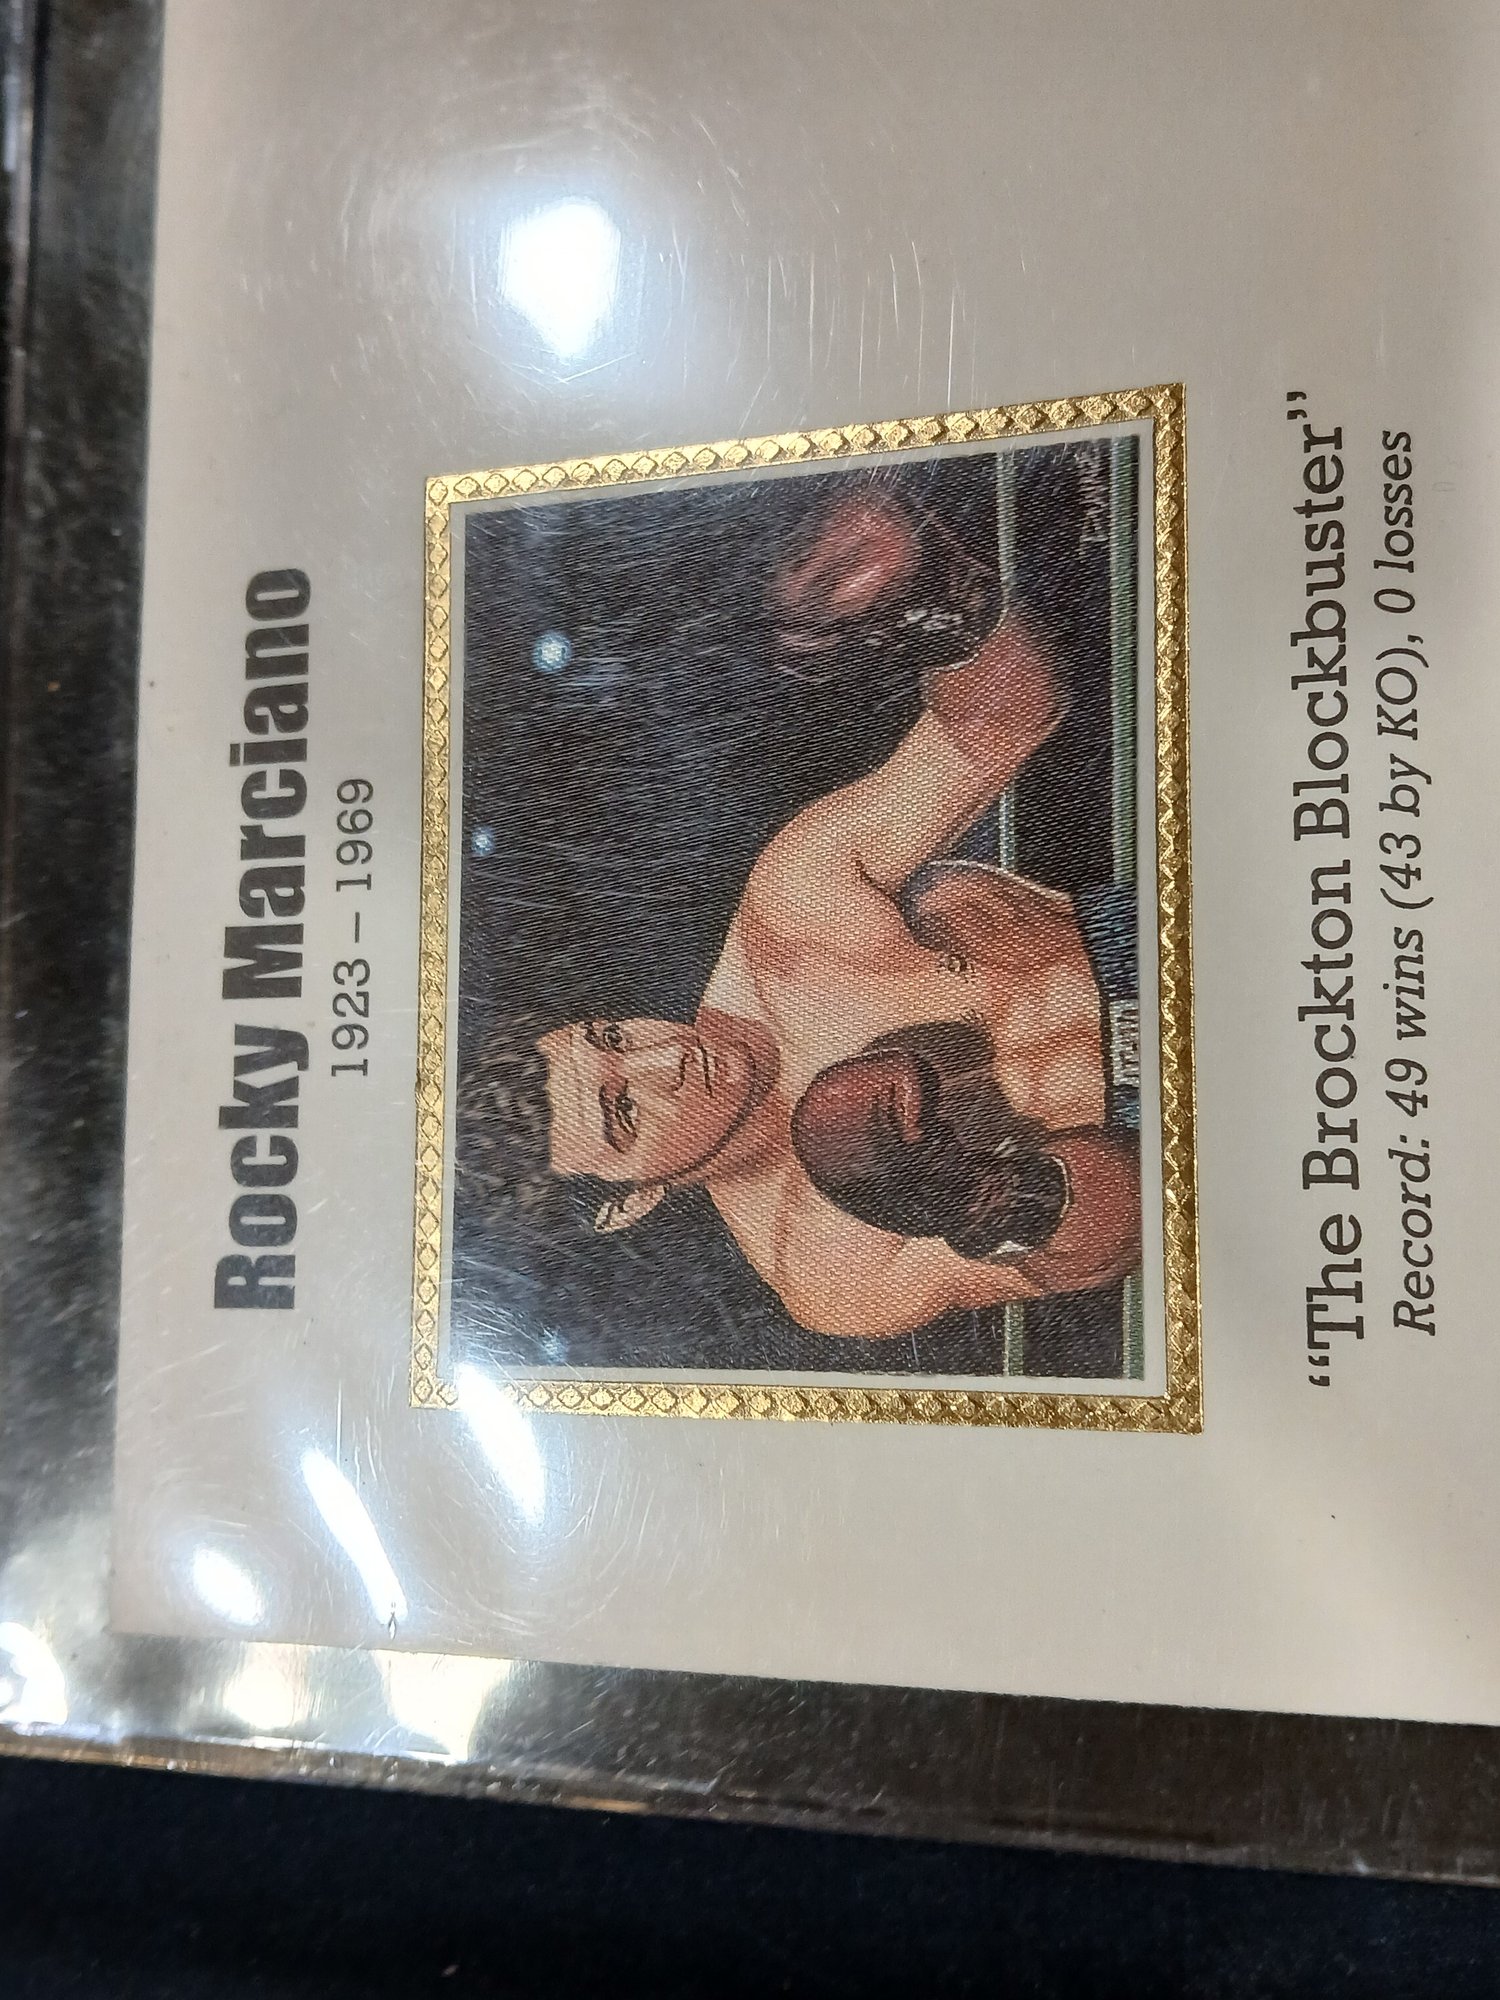 Rocky Marciano
1923 – 1969
“The Brockton Blockbuster”
Record: 49 wins (43 by KO), 0 losses